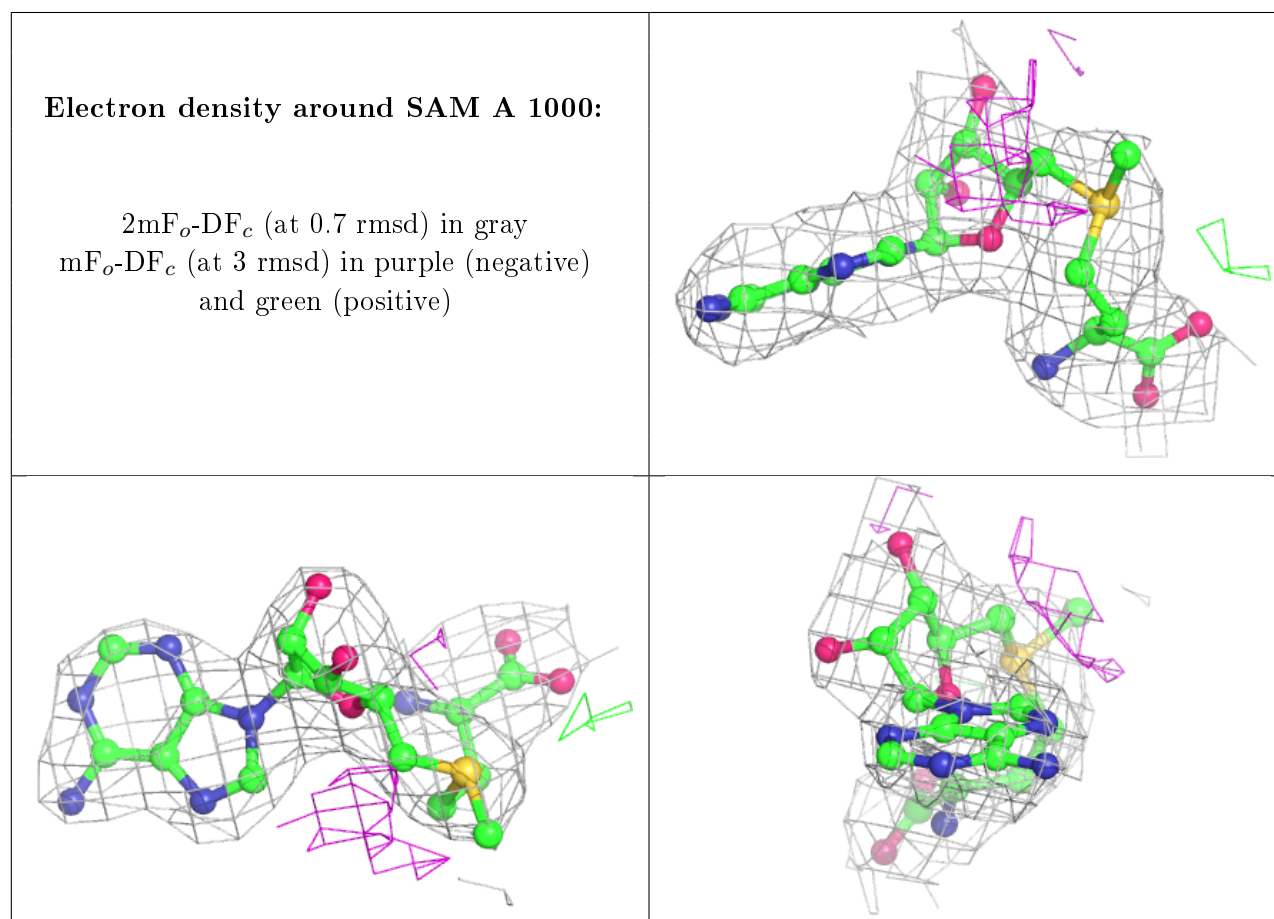 Electron density around SAM A 1000:
2mFₒ-DF𝒸 (at 0.7 rmsd) in gray
mFₒ-DF𝒸 (at 3 rmsd) in purple (negative)
and green (positive)